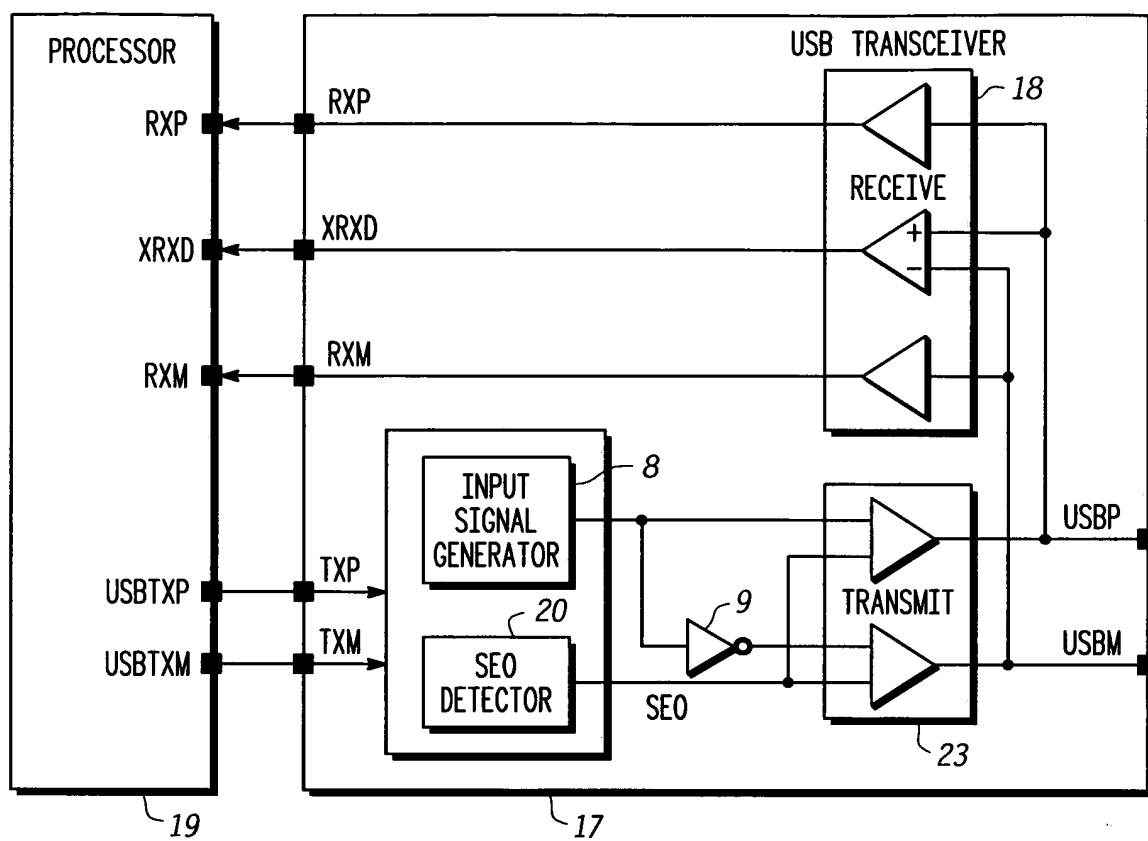 PROCESSOR
USB TRANSCEIVER
18
RXP
RXP
RECEIVE
XRXD
XRXD
+
−
RXM
RXM
INPUT
SIGNAL
GENERATOR
8
USBP
USBTXP
TXP
20
9
TRANSMIT
USBTXM
TXM
SEO
DETECTOR
SEO
USBM
23
19
17